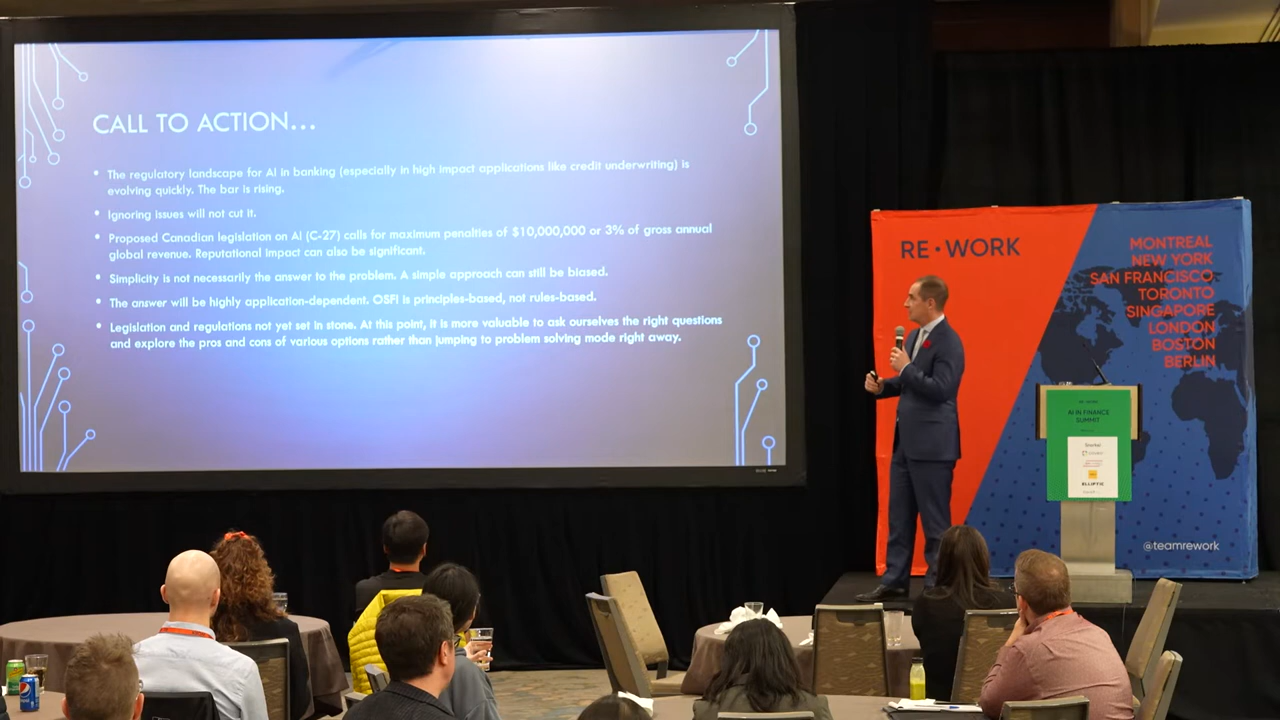 CALL TO ACTION...
• The regulatory landscape for AI in banking (especially in high impact applications like credit underwriting) is
evolving quickly. The bar is rising.
• Ignoring issues will not cut it.
• Proposed Canadian legislation on AI (C-27) calls for maximum penalties of $10,000,000 or 3% of gross annual
global revenue. Reputational impact can also be significant.
• Simplicity is not necessarily the answer to the problem. A simple approach can still be biased.
• The answer will be highly application-dependent. OSFI is principles-based, not rules-based.
• Legislation and regulations not yet set in stone. At this point, it is more valuable to ask ourselves the right questions
and explore the pros and cons of various options rather than jumping to problem solving mode right away.
RE•WORK
MONTREAL
NEW YORK
SAN FRANCISCO
TORONTO
SINGAPORE
LONDON
BOSTON
BERLIN
RE•WORK
AI IN FINANCE
SUMMIT
ELLIPTIC
@teamrework
pepsi